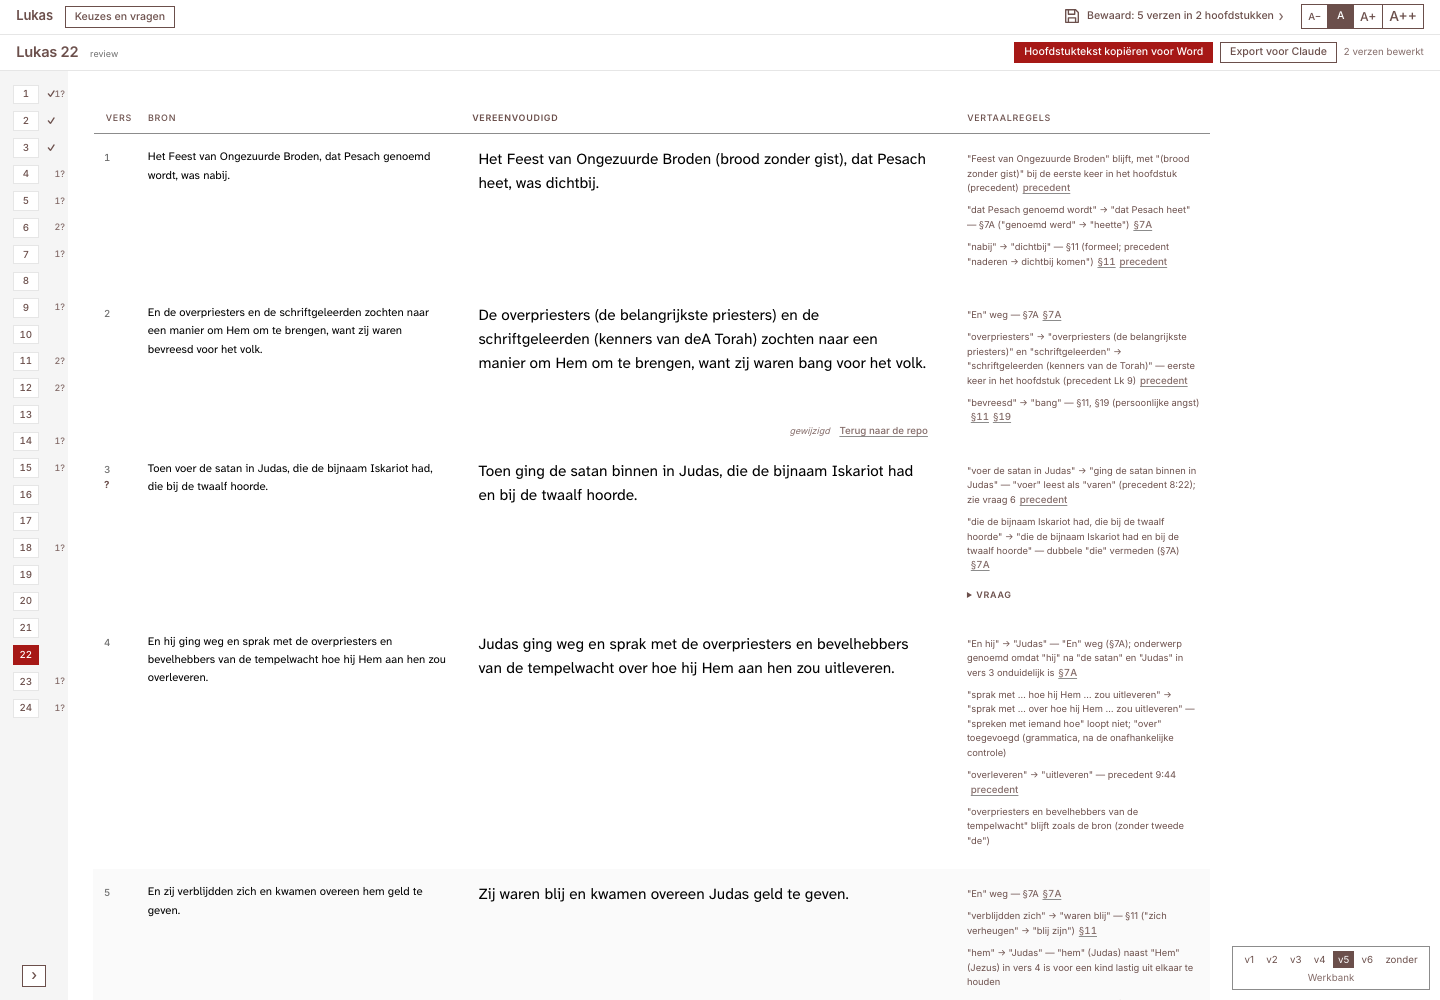 Lukas
Keuzes en vragen
Bewaard: 5 verzen in 2 hoofdstukken ›
A−
A
A+
A++
Lukas 22
review
Hoofdstuktekst kopiëren voor Word
Export voor Claude
2 verzen bewerkt
1 ✓1?
2 ✓
3 ✓
4 1?
5 1?
6 2?
7 1?
8
9 1?
10
11 2?
12 2?
13
14 1?
15 1?
16
17
18 1?
19
20
21
22
23 1?
24 1?
›
VERS
BRON
VEREENVOUDIGD
VERTAALREGELS
1
Het Feest van Ongezuurde Broden, dat Pesach genoemd
wordt, was nabij.
Het Feest van Ongezuurde Broden (brood zonder gist), dat Pesach
heet, was dichtbij.
"Feest van Ongezuurde Broden" blijft, met "(brood
zonder gist)" bij de eerste keer in het hoofdstuk
(precedent) precedent
"dat Pesach genoemd wordt" → "dat Pesach heet"
— §7A ("genoemd werd" → "heette") §7A
"nabij" → "dichtbij" — §11 (formeel; precedent
"naderen → dichtbij komen") §11 precedent
2
En de overpriesters en de schriftgeleerden zochten naar
een manier om Hem om te brengen, want zij waren
bevreesd voor het volk.
De overpriesters (de belangrijkste priesters) en de
schriftgeleerden (kenners van deA Torah) zochten naar een
manier om Hem om te brengen, want zij waren bang voor het volk.
gewijzigd Terug naar de repo
"En" weg — §7A §7A
"overpriesters" → "overpriesters (de belangrijkste
priesters)" en "schriftgeleerden" →
"schriftgeleerden (kenners van de Torah)" — eerste
keer in het hoofdstuk (precedent Lk 9) precedent
"bevreesd" → "bang" — §11, §19 (persoonlijke angst)
§11 §19
3
?
Toen voer de satan in Judas, die de bijnaam Iskariot had,
die bij de twaalf hoorde.
Toen ging de satan binnen in Judas, die de bijnaam Iskariot had
en bij de twaalf hoorde.
"voer de satan in Judas" → "ging de satan binnen in
Judas" — "voer" leest als "varen" (precedent 8:22);
zie vraag 6 precedent
"die de bijnaam Iskariot had, die bij de twaalf
hoorde" → "die de bijnaam Iskariot had en bij de
twaalf hoorde" — dubbele "die" vermeden (§7A)
§7A
▸ VRAAG
4
En hij ging weg en sprak met de overpriesters en
bevelhebbers van de tempelwacht hoe hij Hem aan hen zou
overleveren.
Judas ging weg en sprak met de overpriesters en bevelhebbers
van de tempelwacht over hoe hij Hem aan hen zou uitleveren.
"En hij" → "Judas" — "En" weg (§7A); onderwerp
genoemd omdat "hij" na "de satan" en "Judas" in
vers 3 onduidelijk is §7A
"sprak met ... hoe hij Hem ... zou uitleveren" →
"sprak met ... over hoe hij Hem ... zou uitleveren" —
"spreken met iemand hoe" loopt niet; "over"
toegevoegd (grammatica, na de onafhankelijke
controle)
"overleveren" → "uitleveren" — precedent 9:44
precedent
"overpriesters en bevelhebbers van de
tempelwacht" blijft zoals de bron (zonder tweede
"de")
5
En zij verblijdden zich en kwamen overeen hem geld te
geven.
Zij waren blij en kwamen overeen Judas geld te geven.
"En" weg — §7A §7A
"verblijdden zich" → "waren blij" — §11 ("zich
verheugen" → "blij zijn") §11
"hem" → "Judas" — "hem" (Judas) naast "Hem"
(Jezus) in vers 4 is voor een kind lastig uit elkaar te
houden
v1 v2 v3 v4 v5 v6 zonder
Werkbank